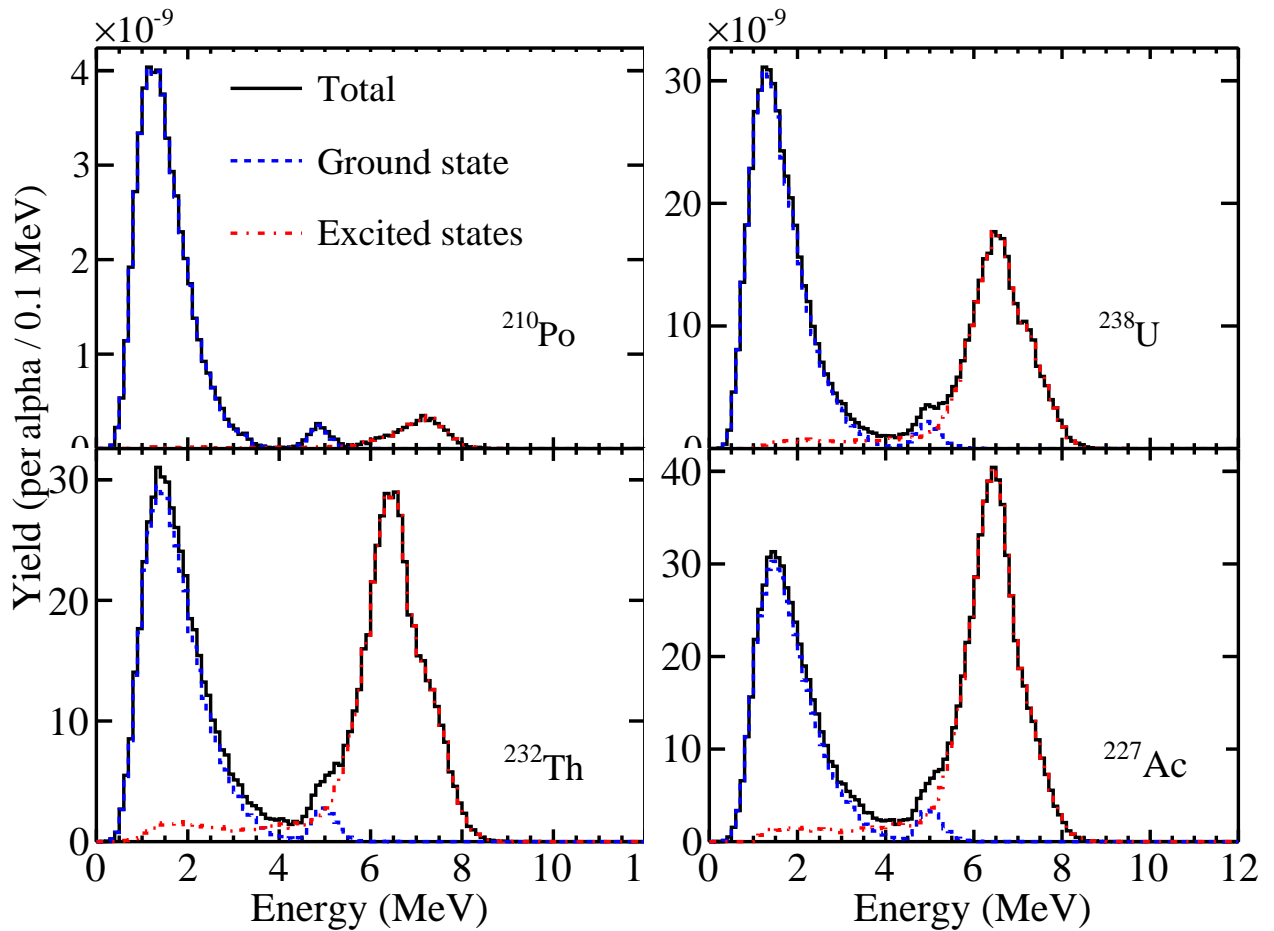 ×10⁻⁹
×10⁻⁹
4
3
2
1
0
Total
Ground state
Excited states
²¹⁰Po
30
20
10
0
²³⁸U
Yield (per alpha / 0.1 MeV)
30
20
10
0
²³²Th
40
30
20
10
0
²²⁷Ac
0 2 4 6 8 10 1
Energy (MeV)
0 2 4 6 8 10 12
Energy (MeV)